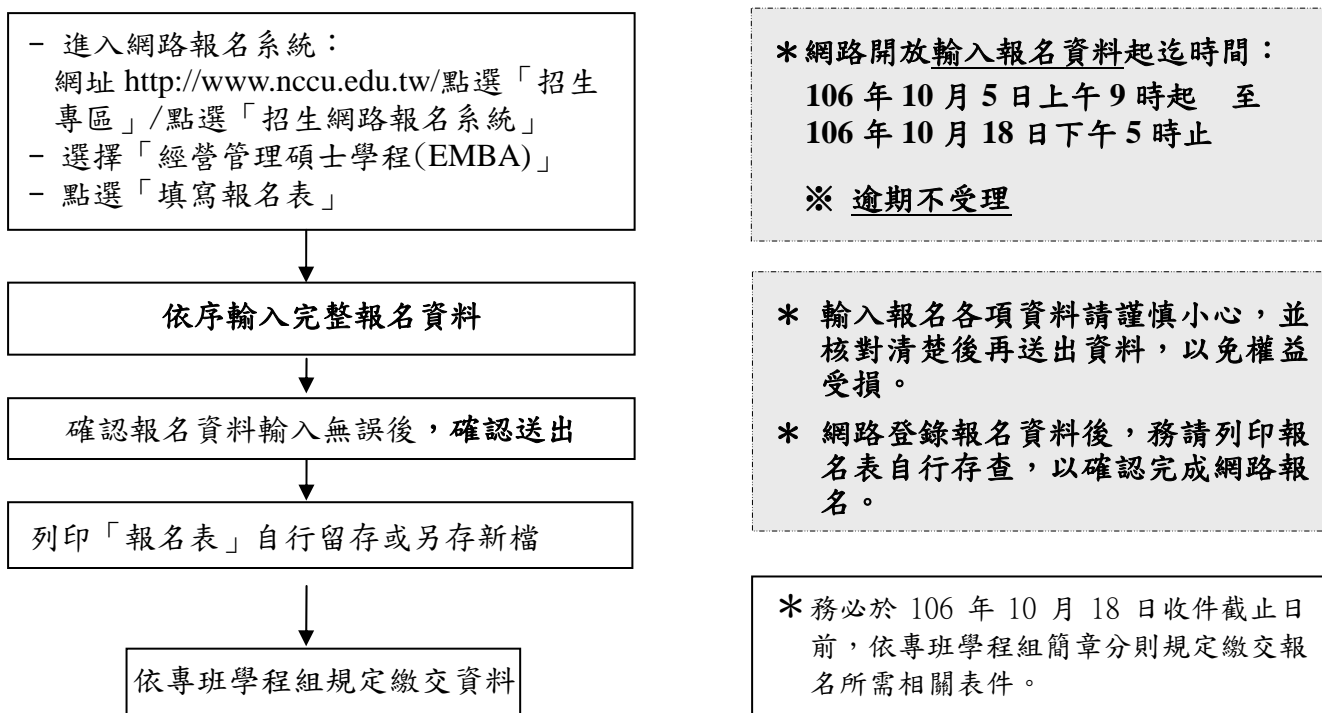 - 進入網路報名系統：
網址 http://www.nccu.edu.tw/點選「招生
專區」/點選「招生網路報名系統」
- 選擇「經營管理碩士學程(EMBA)」
- 點選「填寫報名表」
依序輸入完整報名資料
確認報名資料輸入無誤後，確認送出
列印「報名表」自行留存或另存新檔
依專班學程組規定繳交資料
＊網路開放輸入報名資料起迄時間：
106 年 10 月 5 日上午 9 時起 至
106 年 10 月 18 日下午 5 時止
※ 逾期不受理
＊ 輸入報名各項資料請謹慎小心，並
核對清楚後再送出資料，以免權益
受損。
＊ 網路登錄報名資料後，務請列印報
名表自行存查，以確認完成網路報
名。
＊務必於 106 年 10 月 18 日收件截止日
前，依專班學程組簡章分則規定繳交報
名所需相關表件。